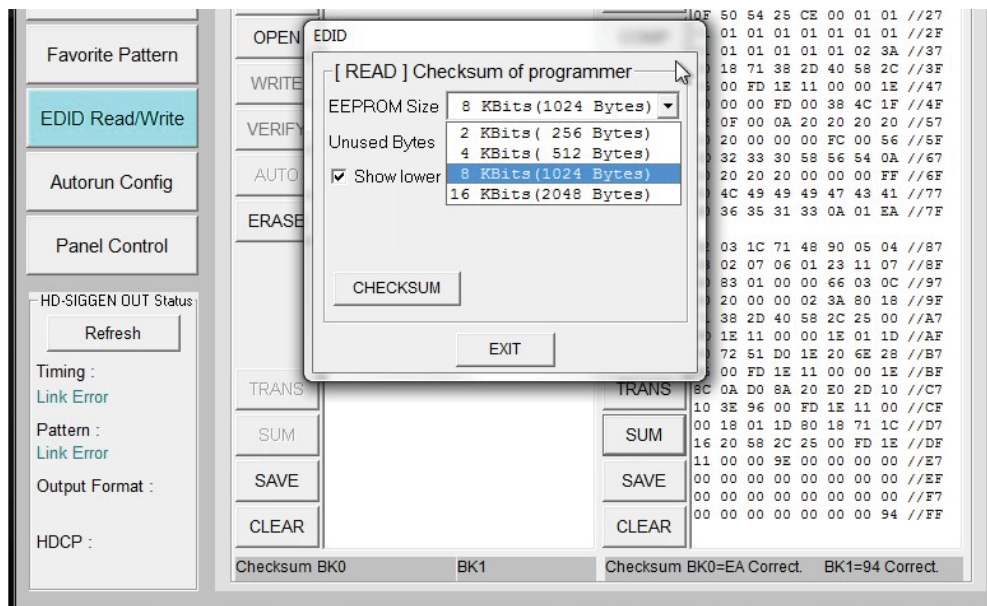 Favorite Pattern
EDID Read/Write
Autorun Config
Panel Control
HD-SIGGEN OUT Status
Refresh
Timing :
Link Error
Pattern :
Link Error
Output Format :
HDCP :
OPEN
WRITE
VERIFY
AUTO
ERASE
TRANS
SUM
SAVE
CLEAR
Checksum BK0 BK1
EDID
[ READ ] Checksum of programmer
EEPROM Size 8 KBits(1024 Bytes)
Unused Bytes
2 KBits( 256 Bytes)
4 KBits( 512 Bytes)
Show lower 8 KBits(1024 Bytes)
16 KBits(2048 Bytes)
CHECKSUM
EXIT
TRANS
SUM
SAVE
CLEAR
0F 50 54 25 CE 00 01 01 //27
01 01 01 01 01 01 01 //2F
01 01 01 01 01 02 3A //37
18 71 38 2D 40 58 2C //3F
00 FD 1E 11 00 00 1E //47
00 00 FD 00 38 4C 1F //4F
0F 00 0A 20 20 20 20 //57
20 00 00 00 FC 00 56 //5F
32 33 30 58 56 54 0A //67
20 20 20 00 00 00 FF //6F
4C 49 49 49 47 43 41 //77
36 35 31 33 0A 01 EA //7F
03 1C 71 48 90 05 04 //87
02 07 06 01 23 11 07 //8F
83 01 00 00 66 03 0C //97
20 00 00 02 3A 80 18 //9F
38 2D 40 58 2C 25 00 //A7
1E 11 00 00 1E 01 1D //AF
72 51 D0 1E 20 6E 28 //B7
00 FD 1E 11 00 00 1E //BF
8C 0A D0 8A 20 E0 2D 10 //C7
10 3E 96 00 FD 1E 11 00 //CF
00 18 01 1D 80 18 71 1C //D7
16 20 58 2C 25 00 FD 1E //DF
11 00 00 9E 00 00 00 00 //E7
00 00 00 00 00 00 00 00 //EF
00 00 00 00 00 00 00 00 //F7
00 00 00 00 00 00 00 94 //FF
Checksum BK0=EA Correct. BK1=94 Correct.